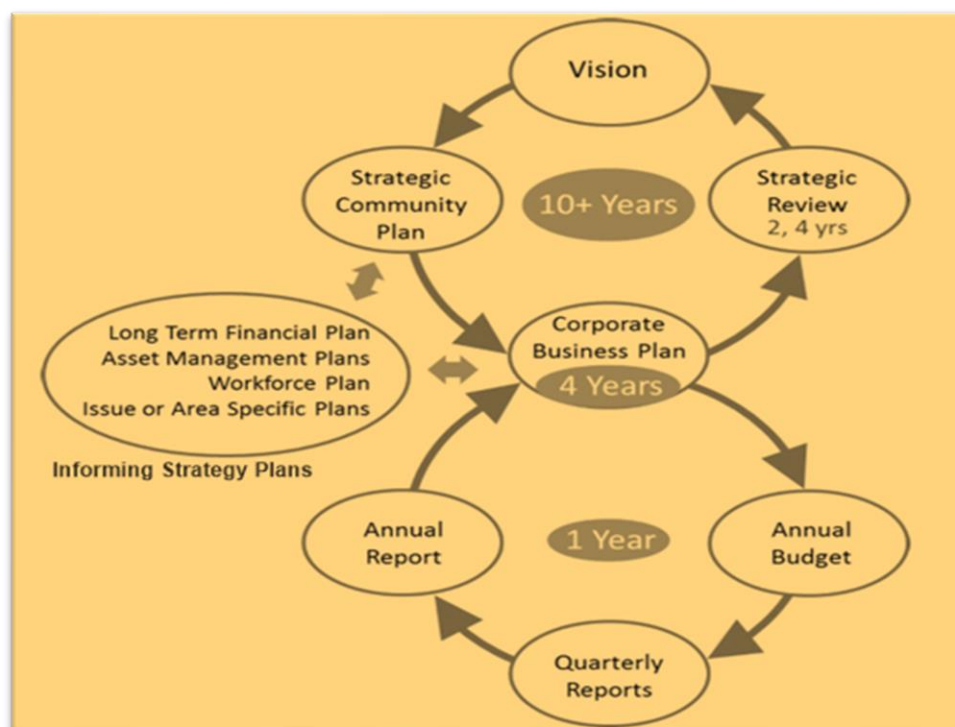 Vision
Strategic
Community
Plan
10+ Years
Strategic
Review
2, 4 yrs
Long Term Financial Plan
Asset Management Plans
Workforce Plan
Issue or Area Specific Plans
Informing Strategy Plans
Corporate
Business Plan
4 Years
Annual
Report
1 Year
Annual
Budget
Quarterly
Reports